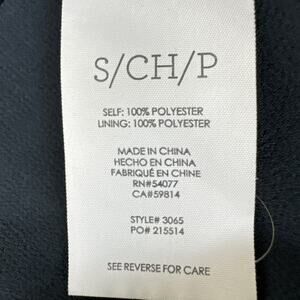 S/CH/P
SELF: 100% POLYESTER
LINING: 100% POLYESTER
MADE IN CHINA
HECHO EN CHINA
FABRIQUÉ EN CHINE
RN#54077
CA#59814
STYLE# 3065
PO# 215514
SEE REVERSE FOR CARE